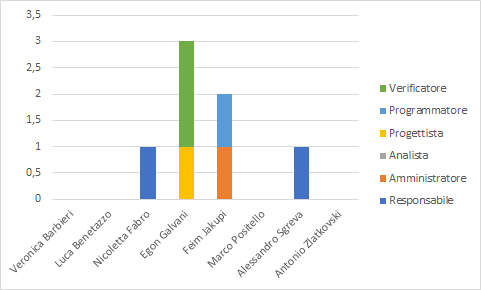 3,5
3
2,5
2
1,5
1
0,5
0
Veronica Barbieri
Luca Benetazzo
Nicoletta Fabro
Egon Galvani
Feim Jakupi
Marco Positello
Alessandro Sgreva
Antonio Zlatkovski
Verificatore
Programmatore
Progettista
Analista
Amministratore
Responsabile